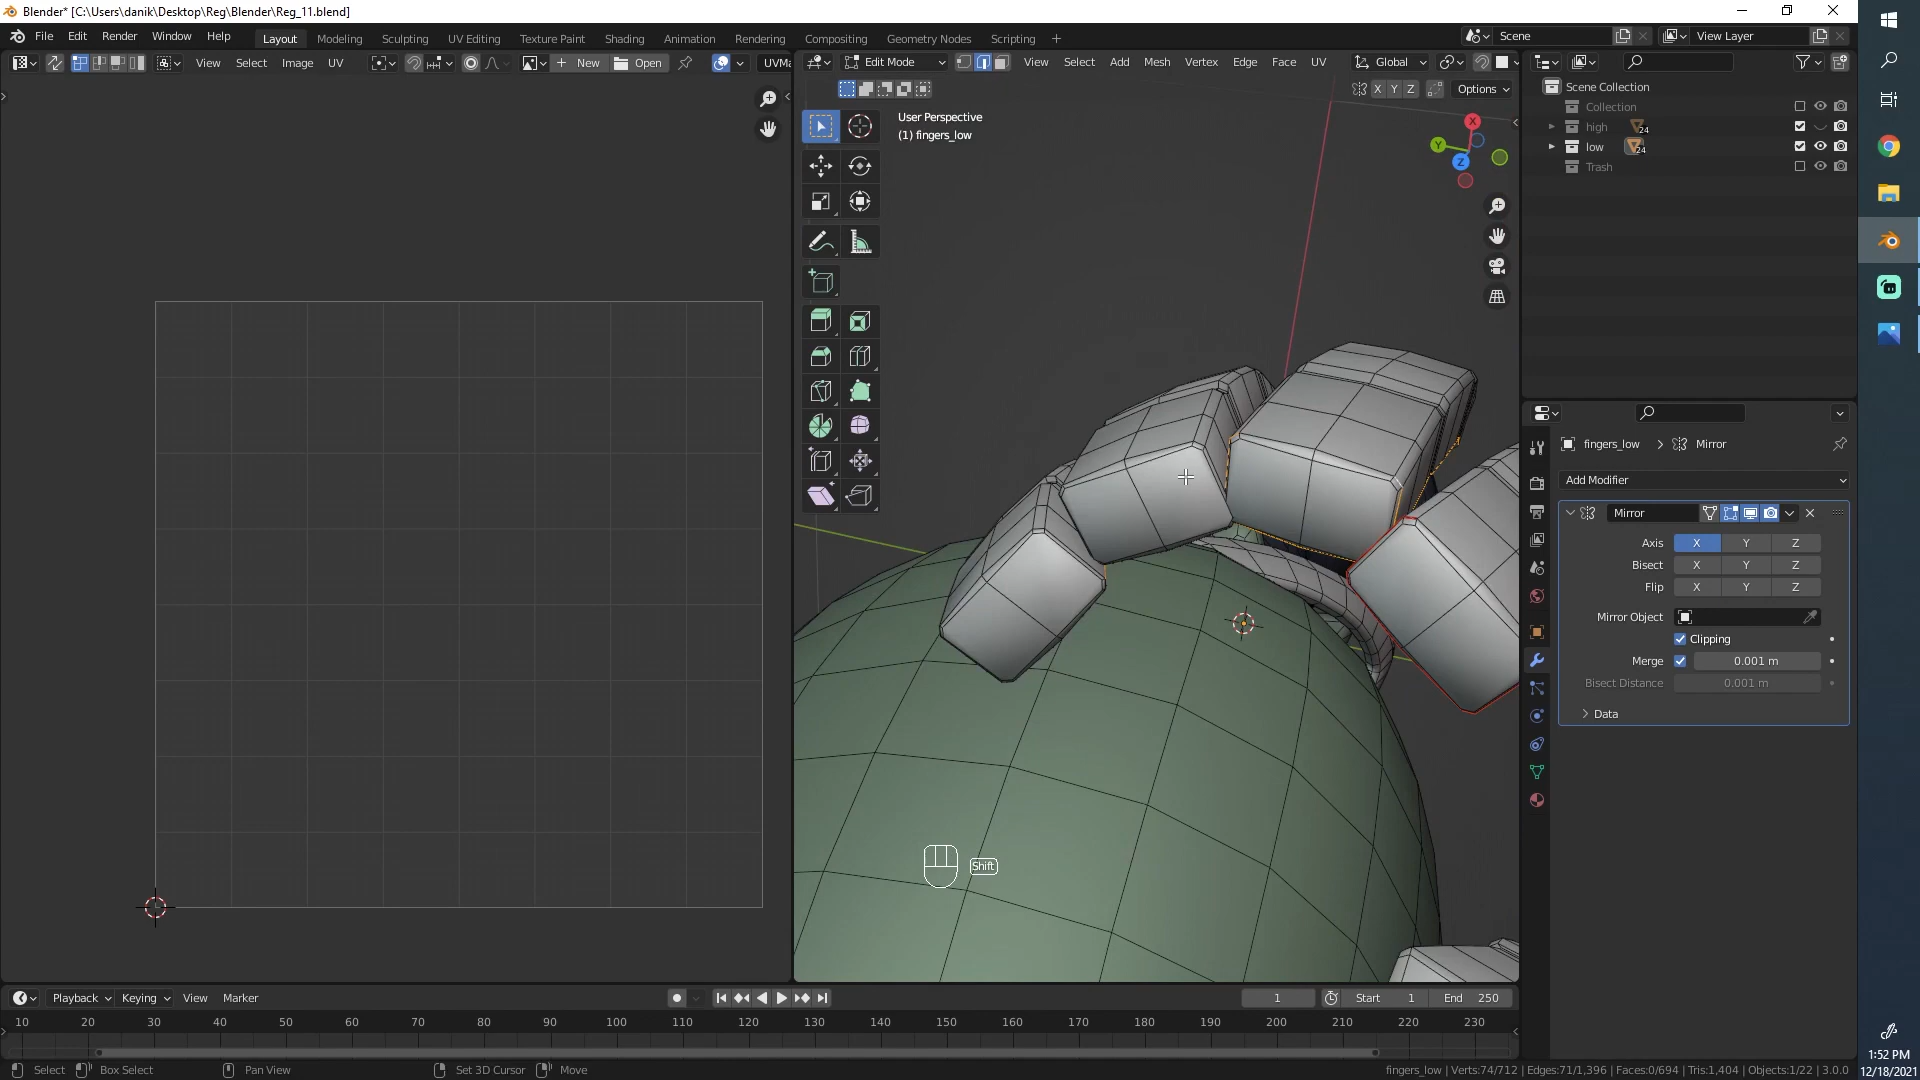 Blender* [C:\Users\danik\Desktop\Reg\Blender\Reg_11.blend]
File Edit Render Window Help
Layout Modeling Sculpting UV Editing Texture Paint Shading Animation Rendering Compositing Geometry Nodes Scripting +
Scene
View Layer
View Select Image UV
New
Open
UVMa
Edit Mode
View Select Add Mesh Vertex Edge Face UV
Global
X Y Z
Options
User Perspective
(1) fingers_low
X
Y
Z
Shift
Scene Collection
Collection
high 24
low 24
Trash
fingers_low > Mirror
Add Modifier
Mirror
Axis X Y Z
Bisect X Y Z
Flip X Y Z
Mirror Object
Clipping
Merge 0.001 m
Bisect Distance 0.001 m
Data
Playback Keying View Marker
1
Start 1
End 250
10 20 30 40 50 60 70 80 90 100 110 120 130 140 150 160 170 180 190 200 210 220 230
Select Box Select Pan View Set 3D Cursor Move
fingers_low | Verts:74/712 | Edges:71/1,396 | Faces:0/694 | Tris:1,404 | Objects:1/22 | 3.0.0
1:52 PM
12/18/2021